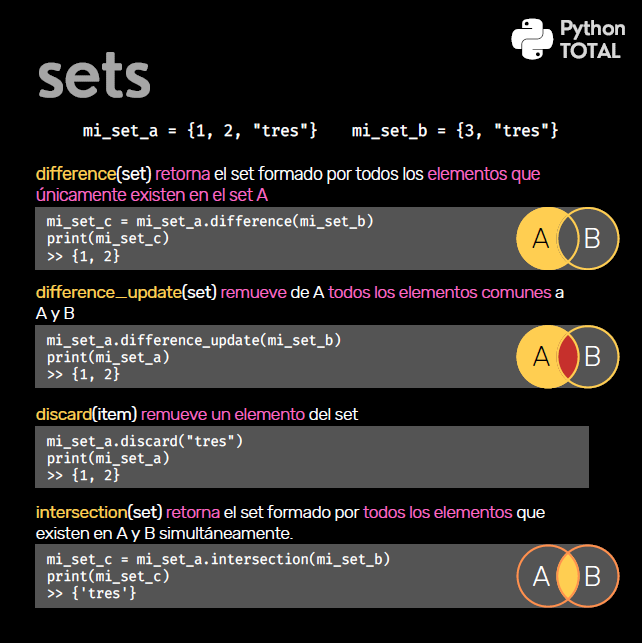 Python
TOTAL
sets
mi_set_a = {1, 2, "tres"} mi_set_b = {3, "tres"}
difference(set) retorna el set formado por todos los elementos que
únicamente existen en el set A
mi_set_c = mi_set_a.difference(mi_set_b)
print(mi_set_c)
>> {1, 2}
A B
difference_update(set) remueve de A todos los elementos comunes a
A y B
mi_set_a.difference_update(mi_set_b)
print(mi_set_a)
>> {1, 2}
A B
discard(item) remueve un elemento del set
mi_set_a.discard("tres")
print(mi_set_a)
>> {1, 2}
intersection(set) retorna el set formado por todos los elementos que
existen en A y B simultáneamente.
mi_set_c = mi_set_a.intersection(mi_set_b)
print(mi_set_c)
>> {'tres'}
A B